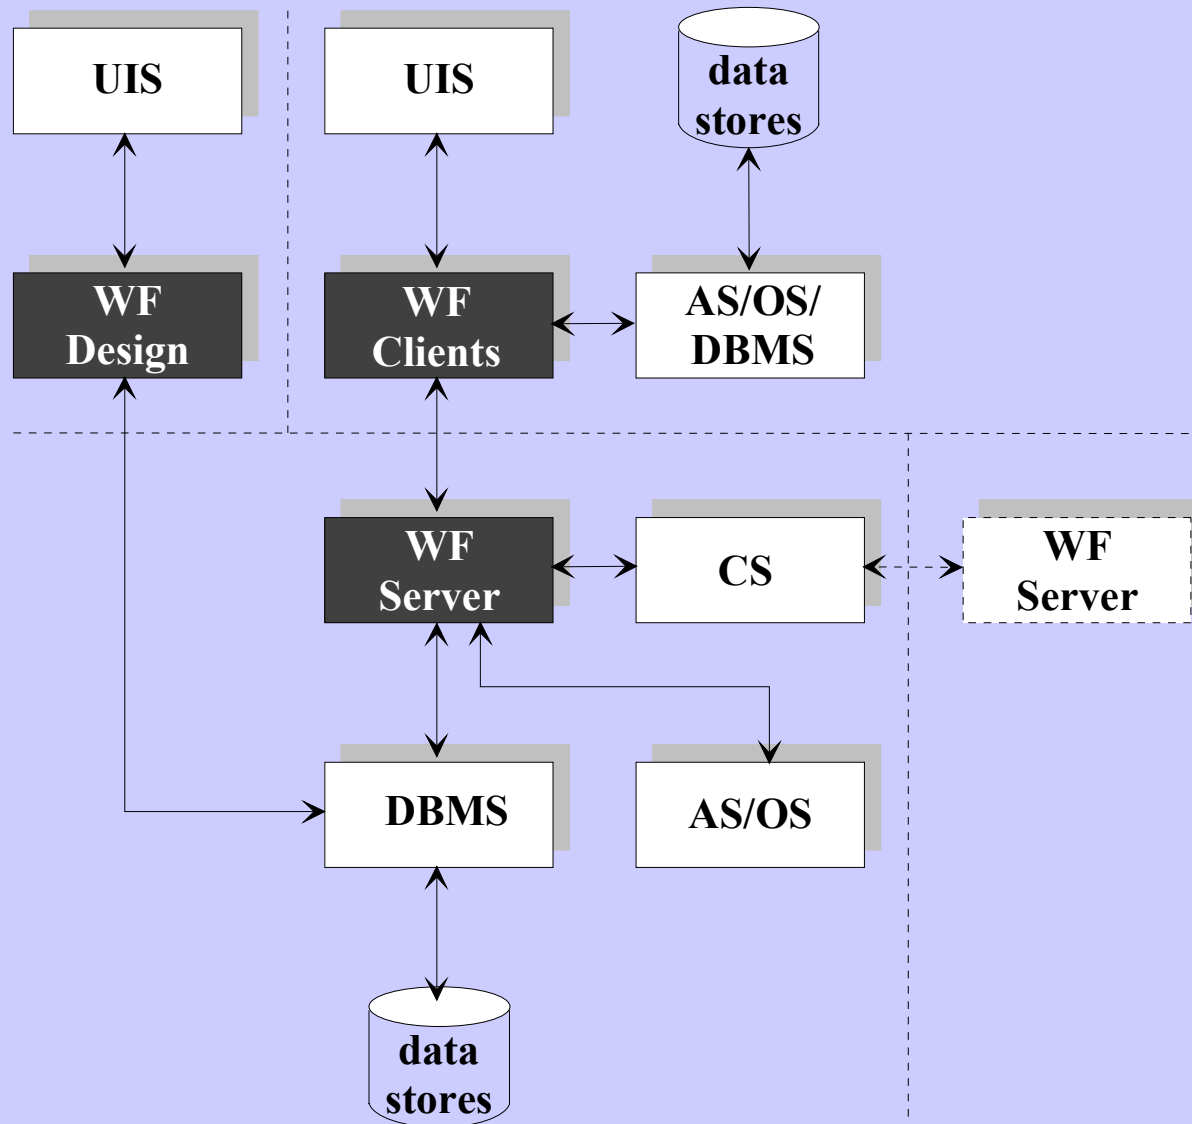 UIS
UIS
data
stores
WF
Design
WF
Clients
AS/OS/
DBMS
WF
Server
CS
WF
Server
DBMS
AS/OS
data
stores